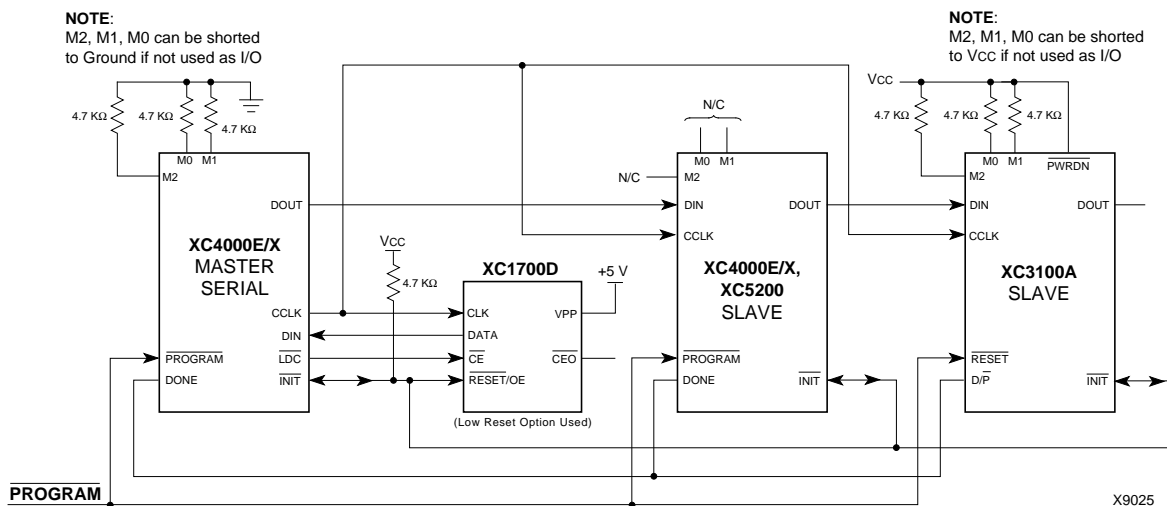 NOTE:
M2, M1, M0 can be shorted
to Ground if not used as I/O
NOTE:
M2, M1, M0 can be shorted
to VCC if not used as I/O
4.7 KΩ
4.7 KΩ
4.7 KΩ
N/C
VCC
4.7 KΩ
4.7 KΩ
4.7 KΩ
M0 M1
M2
DOUT
XC4000E/X
MASTER
SERIAL
CCLK
DIN
PROGRAM
LDC
DONE
INIT
VCC
4.7 KΩ
XC1700D
+5 V
CLK
VPP
DATA
CE
CEO
RESET/OE
(Low Reset Option Used)
M0 M1
N/C
M2
DIN
DOUT
CCLK
XC4000E/X,
XC5200
SLAVE
PROGRAM
DONE
INIT
M0 M1
PWRDN
M2
DIN
DOUT
CCLK
XC3100A
SLAVE
RESET
D/P
INIT
PROGRAM
X9025